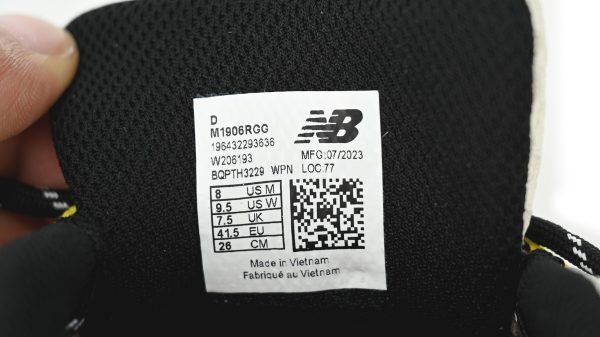 D
M1906RGG
196432293636
W206193
BQPTH3229 WPN
NB
MFG:07/2023
LOC:77
8 US M
9.5 US W
7.5 UK
41.5 EU
26 CM
Made in Vietnam
Fabriqué au Vietnam